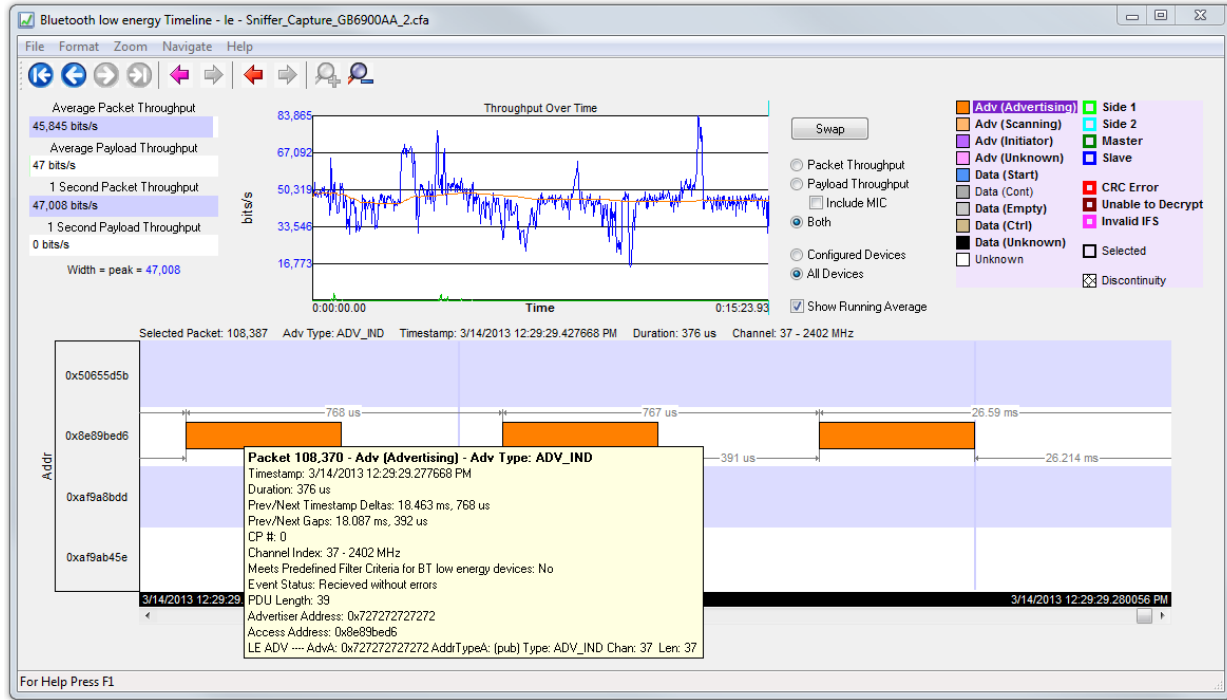 Bluetooth low energy Timeline - le - Sniffer_Capture_GB6900AA_2.cfa
File Format Zoom Navigate Help
Average Packet Throughput
45,845 bits/s
Average Payload Throughput
47 bits/s
1 Second Packet Throughput
47,008 bits/s
1 Second Payload Throughput
0 bits/s
Width = peak = 47,008
Throughput Over Time
83,865
67,092
50,319
33,546
16,773
bits/s
0:00:00.00 Time 0:15:23.93
Swap
Packet Throughput
Payload Throughput
Include MIC
Both
Configured Devices
All Devices
Show Running Average
Adv (Advertising)
Adv (Scanning)
Adv (Initiator)
Adv (Unknown)
Data (Start)
Data (Cont)
Data (Empty)
Data (Ctrl)
Data (Unknown)
Unknown
Side 1
Side 2
Master
Slave
CRC Error
Unable to Decrypt
Invalid IFS
Selected
Discontinuity
Selected Packet: 108,387 Adv Type: ADV_IND Timestamp: 3/14/2013 12:29:29.427668 PM Duration: 376 us Channel: 37 - 2402 MHz
Addr
0x50655d5b
0x8e89bed6
0xaf9a8bdd
0xaf9ab45e
768 us 767 us 26.59 ms
391 us 26.214 ms
Packet 108,370 - Adv (Advertising) - Adv Type: ADV_IND
Timestamp: 3/14/2013 12:29:29.277668 PM
Duration: 376 us
Prev/Next Timestamp Deltas: 18.463 ms, 768 us
Prev/Next Gaps: 18.087 ms, 392 us
CP #: 0
Channel Index: 37 - 2402 MHz
Meets Predefined Filter Criteria for BT low energy devices: No
Event Status: Recieved without errors
PDU Length: 39
Advertiser Address: 0x727272727272
Access Address: 0x8e89bed6
LE ADV ---- AdvA: 0x727272727272 AddrTypeA: (pub) Type: ADV_IND Chan: 37 Len: 37
3/14/2013 12:29:29. 3/14/2013 12:29:29.280056 PM
For Help Press F1